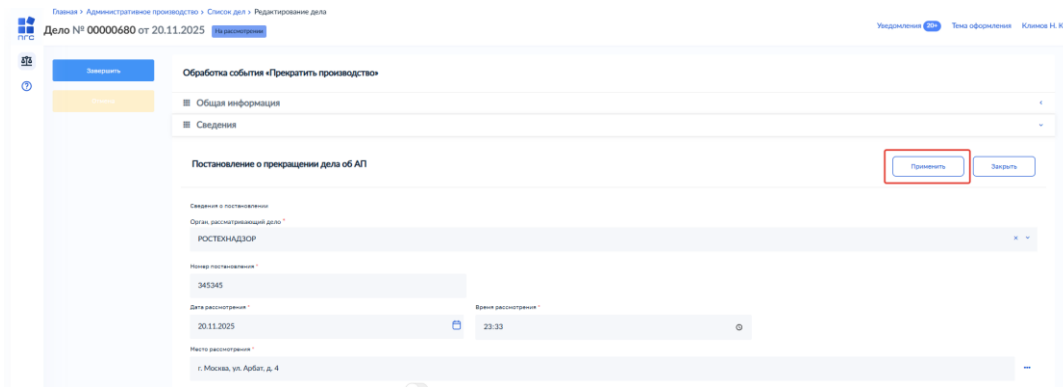 Главная > Административное производство > Список дел > Редактирование дела
Дело № 00000680 от 20.11.2025 На рассмотрении
Уведомления 20+ Тема оформления Климов Н. К
пгс
Завершить
Обработка события «Прекратить производство»
Общая информация
Сведения
Постановление о прекращении дела об АП
Применить Закрыть
Сведения о постановлении
Орган, рассматривающий дело *
РОСТЕХНАДЗОР
Номер постановления *
345345
Дата рассмотрения * Время рассмотрения *
20.11.2025 23:33
Место рассмотрения *
г. Москва, ул. Арбат, д. 4